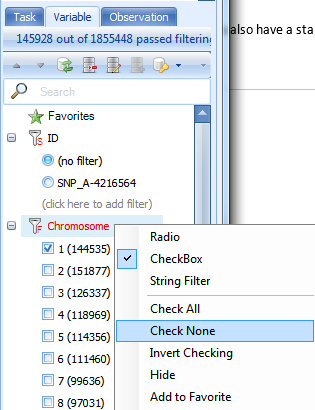 Task Variable Observation
145928 out of 1855448 passed filtering
also have a sta
Search
Favorites
ID
(no filter)
SNP_A-4216564
(click here to add filter)
Chromosome
1 (144535)
2 (151877)
3 (126337)
4 (118969)
5 (114356)
6 (111460)
7 (99636)
8 (97031)
Radio
CheckBox
String Filter
Check All
Check None
Invert Checking
Hide
Add to Favorite